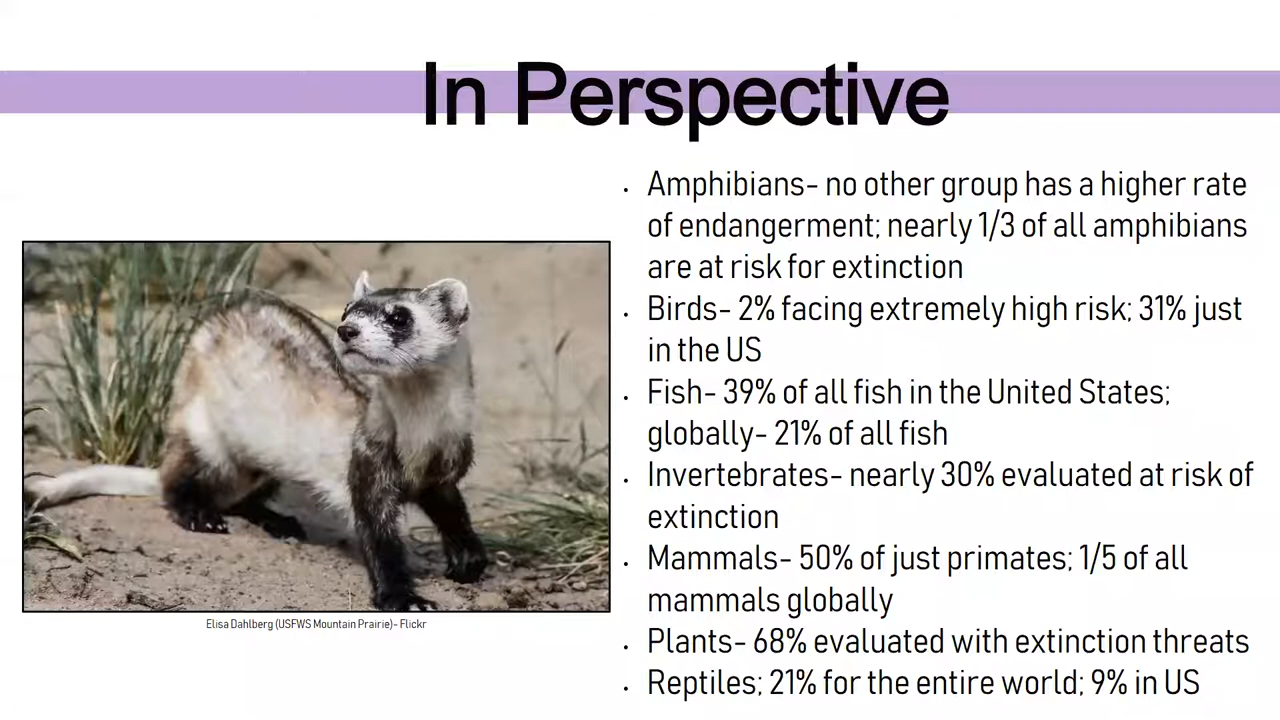 In Perspective
Amphibians- no other group has a higher rate
of endangerment; nearly 1/3 of all amphibians
are at risk for extinction
Birds- 2% facing extremely high risk; 31% just
in the US
Fish- 39% of all fish in the United States;
globally- 21% of all fish
Invertebrates- nearly 30% evaluated at risk of
extinction
Mammals- 50% of just primates; 1/5 of all
mammals globally
Plants- 68% evaluated with extinction threats
Reptiles; 21% for the entire world; 9% in US
Elisa Dahlberg (USFWS Mountain Prairie)- Flickr